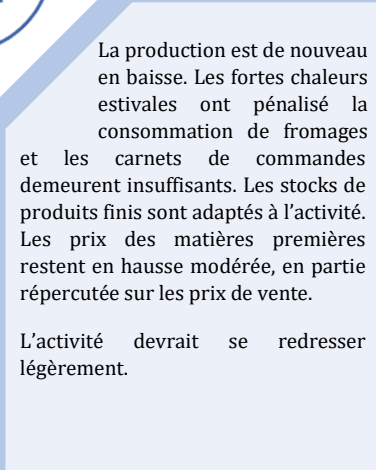 La production est de nouveau
en baisse. Les fortes chaleurs
estivales ont pénalisé la
consommation de fromages
et les carnets de commandes
demeurent insuffisants. Les stocks de
produits finis sont adaptés à l’activité.
Les prix des matières premières
restent en hausse modérée, en partie
répercutée sur les prix de vente.
L’activité devrait se redresser
légèrement.